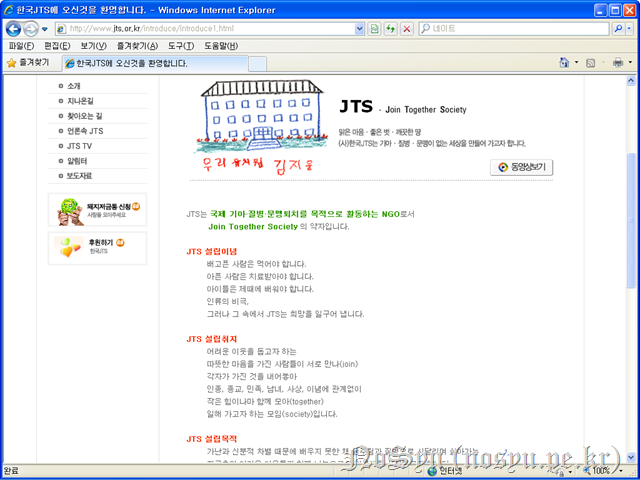 한국JTS에 오신것을 환영합니다. - Windows Internet Explorer
http://www.jts.or.kr/introduce/introduce1.html
네이트
파일(F) 편집(E) 보기(V) 즐겨찾기(A) 도구(T) 도움말(H)
즐겨찾기
한국JTS에 오신것을 환영합니다.
소개
지나온길
찾아오는 길
언론속 JTS
JTS TV
알림터
보도자료
돼지저금통 신청
사랑을 모아주세요
후원하기
한국JTS
우리 유치원 김지윤
JTS - Join Together Society
맑은 마음 · 좋은 벗 · 깨끗한 땅
(사)한국JTS는 기아 · 질병 · 문맹이 없는 세상을 만들어 가고자 합니다.
동영상보기
JTS는 국제 기아·질병·문맹퇴치를 목적으로 활동하는 NGO로서
Join Together Society 의 약자입니다.
JTS 설립이념
배고픈 사람은 먹어야 합니다.
아픈 사람은 치료받아야 합니다.
아이들은 제때에 배워야 합니다.
인류의 비극,
그러나 그 속에서 JTS는 희망을 일구어 냅니다.
JTS 설립취지
어려운 이웃을 돕고자 하는
따뜻한 마음을 가진 사람들이 서로 만나(join)
각자가 가진 것을 내어놓아
인종, 종교, 민족, 남녀, 사상, 이념에 관계없이
작은 힘이나마 함께 모아(together)
일해 가고자 하는 모임(society)입니다.
JTS 설립목적
가난과 신분적 차별 때문에 배우지 못한 채
NoSyu(nosyu.pe.kr)
완료
인터넷
100%